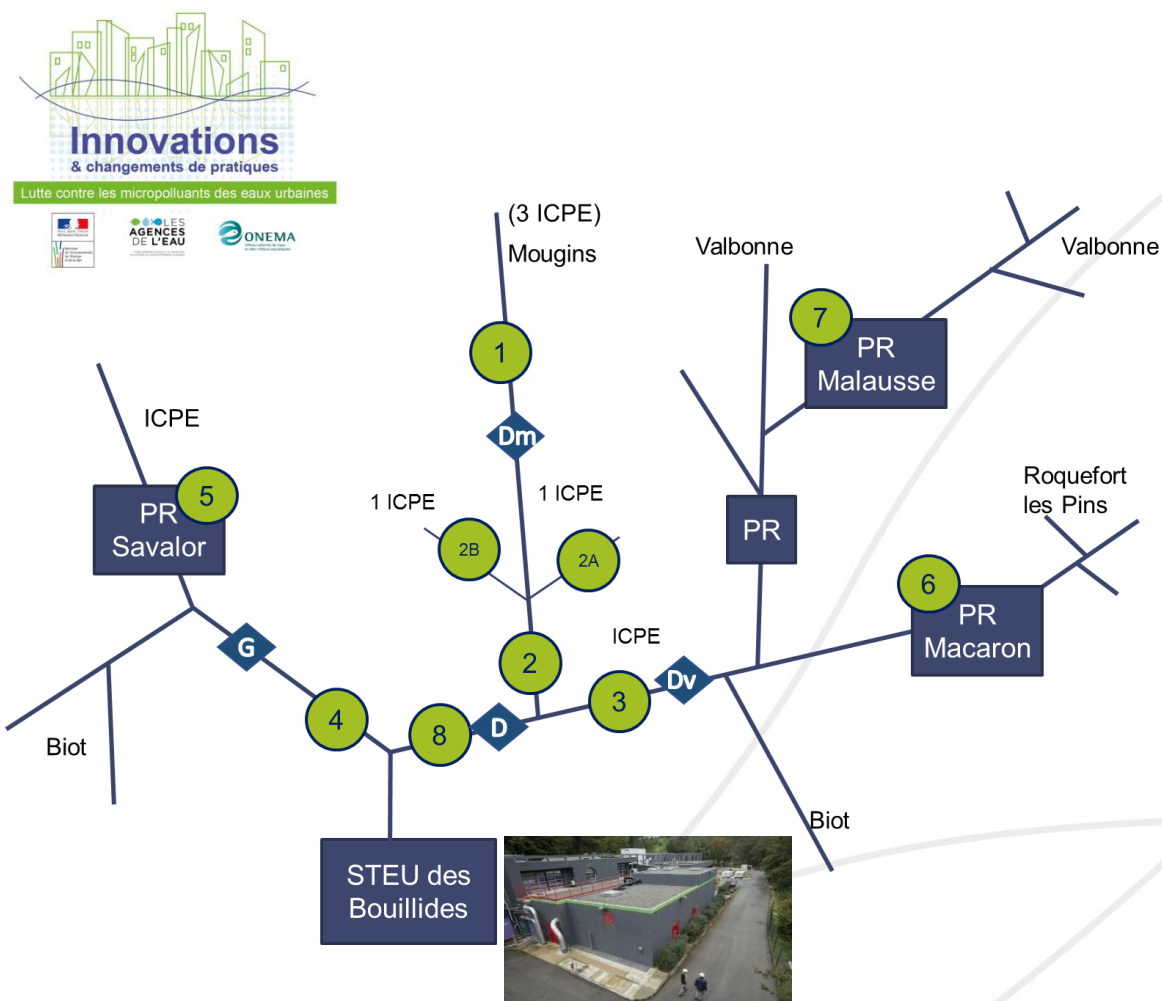 Innovations
& changements de pratiques
Lutte contre les micropolluants des eaux urbaines
LES
AGENCES
DE L'EAU
ONEMA
(3 ICPE)
Mougins
Valbonne
Valbonne
7
PR
Malausse
1
ICPE
Dm
Roquefort
les Pins
5
PR
Savalor
1 ICPE
1 ICPE
PR
2B
2A
6
PR
Macaron
ICPE
G
2
Dv
3
4
8
D
Biot
Biot
STEU des
Bouillides